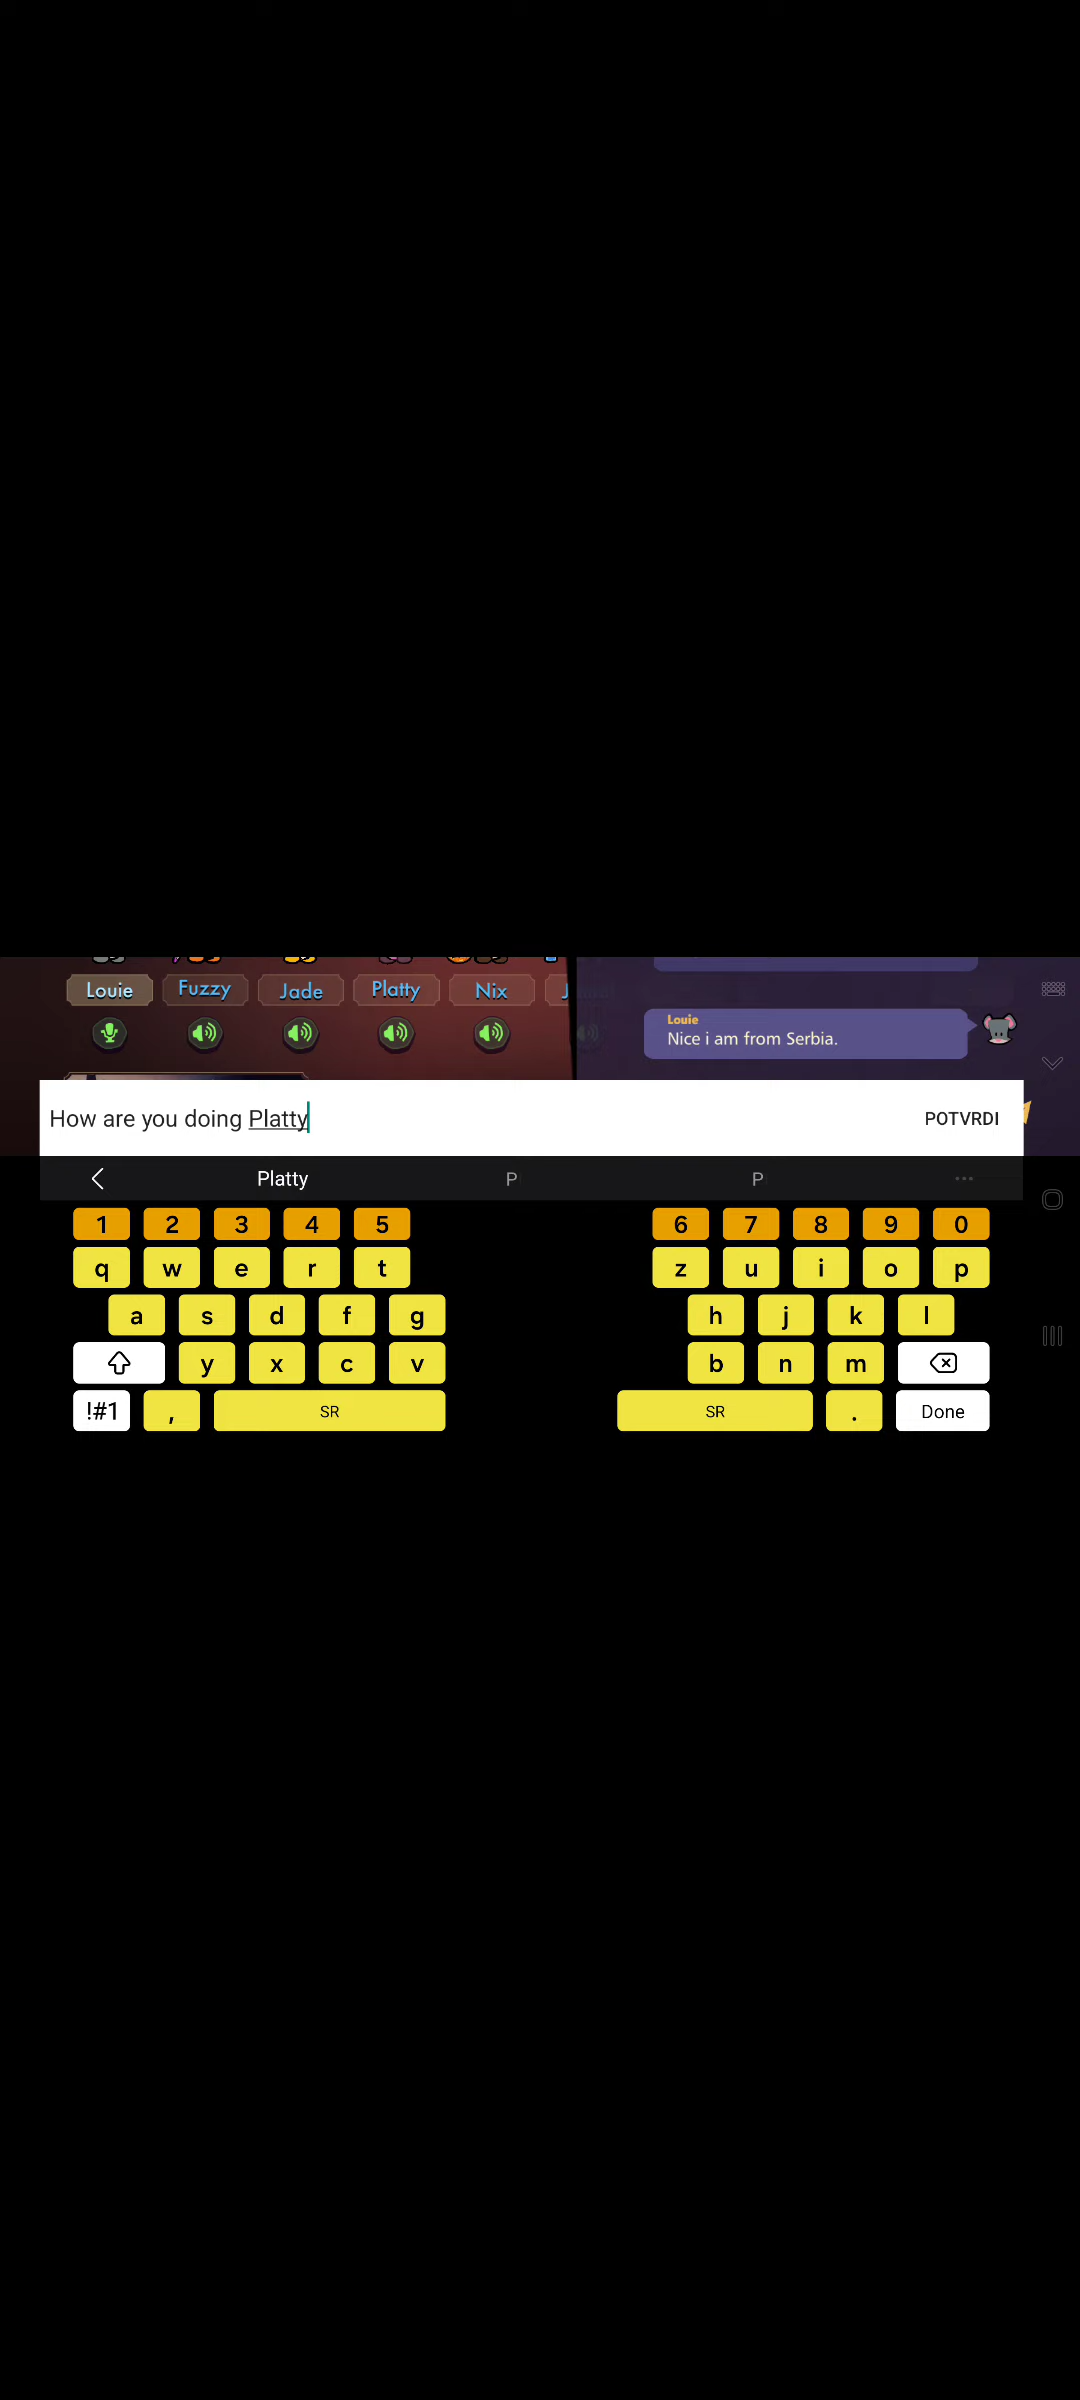 Louie Fuzzy Jade Platty Nix
Louie
Nice i am from Serbia.
How are you doing Platty
POTVRDI
Platty P P ...
1 2 3 4 5 6 7 8 9 0
q w e r t z u i o p
a s d f g h j k l
y x c v b n m
!#1 , SR SR . Done